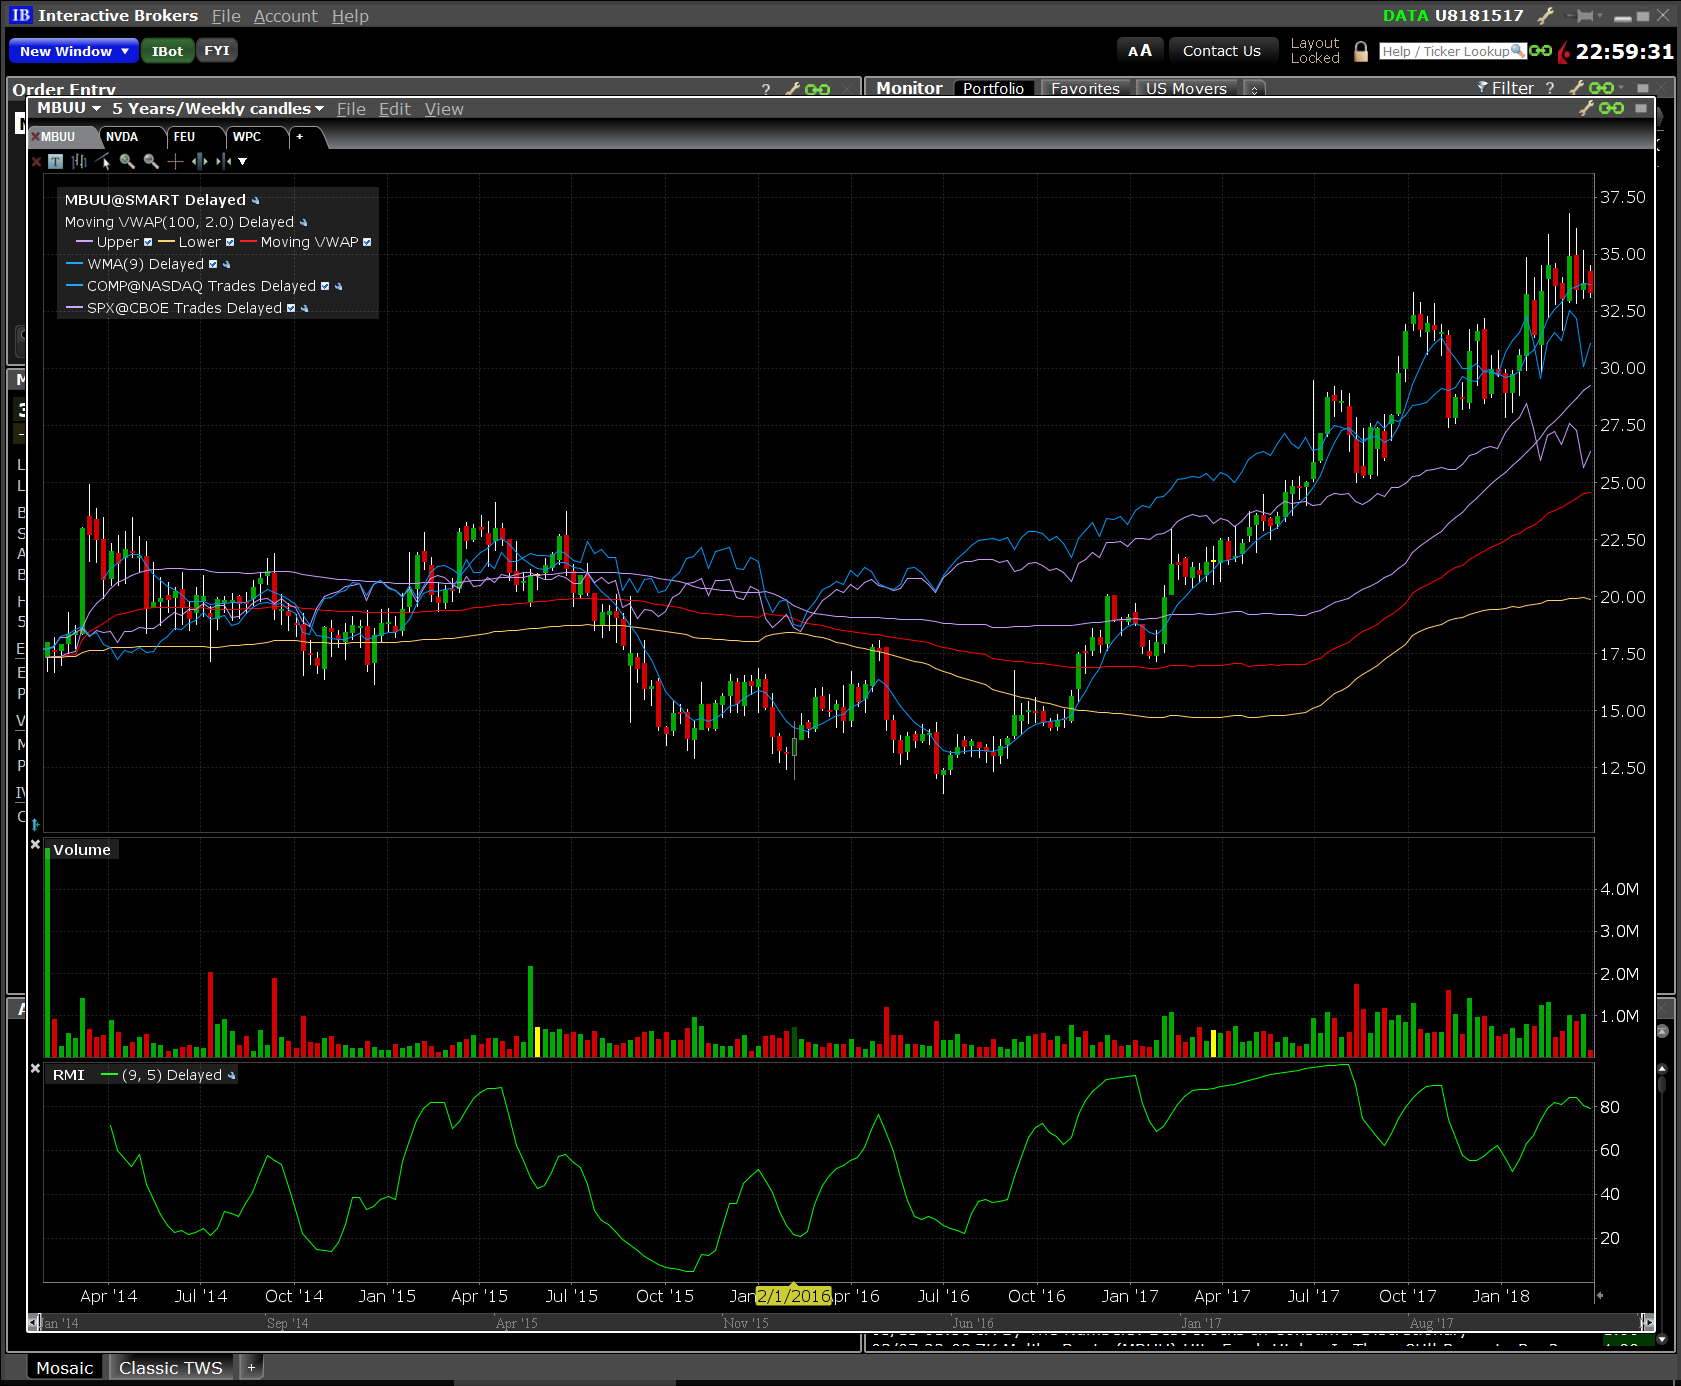 IB Interactive Brokers File Account Help DATA U8181517
New Window IBot FYI AA Contact Us Layout Locked Help / Ticker Lookup 22:59:31
Order Entry ? Monitor Portfolio Favorites US Movers Filter ?
MBUU 5 Years/Weekly candles File Edit View
MBUU NVDA FEU WPC +
MBUU@SMART Delayed
Moving VWAP(100, 2.0) Delayed
Upper Lower Moving VWAP
WMA(9) Delayed
COMP@NASDAQ Trades Delayed
SPX@CBOE Trades Delayed
37.50
35.00
32.50
30.00
27.50
25.00
22.50
20.00
17.50
15.00
12.50
Volume
4.0M
3.0M
2.0M
1.0M
RMI (9, 5) Delayed
80
60
40
20
Apr '14 Jul '14 Oct '14 Jan '15 Apr '15 Jul '15 Oct '15 Jan 2/1/2016 pr '16 Jul '16 Oct '16 Jan '17 Apr '17 Jul '17 Oct '17 Jan '18
Jan '14 Sep '14 Apr '15 Nov '15 Jun '16 Jan '17 Aug '17
Mosaic Classic TWS +